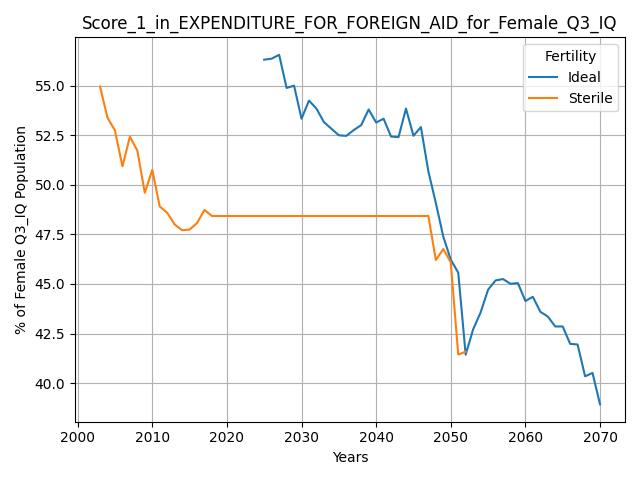 Score_1_in_EXPENDITURE_FOR_FOREIGN_AID_for_Female_Q3_IQ
Fertility
Ideal
Sterile
% of Female Q3_IQ Population
55.0
52.5
50.0
47.5
45.0
42.5
40.0
2000 2010 2020 2030 2040 2050 2060 2070
Years